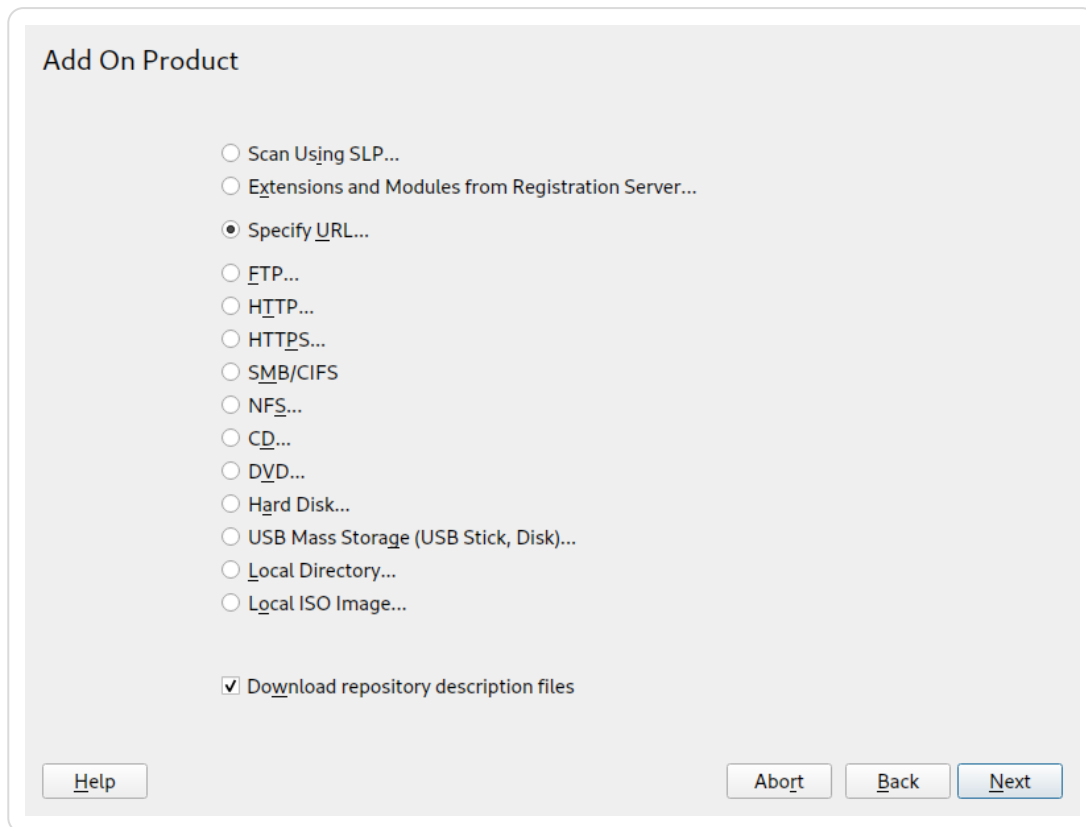 Add On Product
Scan Using SLP...
Extensions and Modules from Registration Server...
Specify URL...
FTP...
HTTP...
HTTPS...
SMB/CIFS
NFS...
CD...
DVD...
Hard Disk...
USB Mass Storage (USB Stick, Disk)...
Local Directory...
Local ISO Image...
Download repository description files
Help Abort Back Next